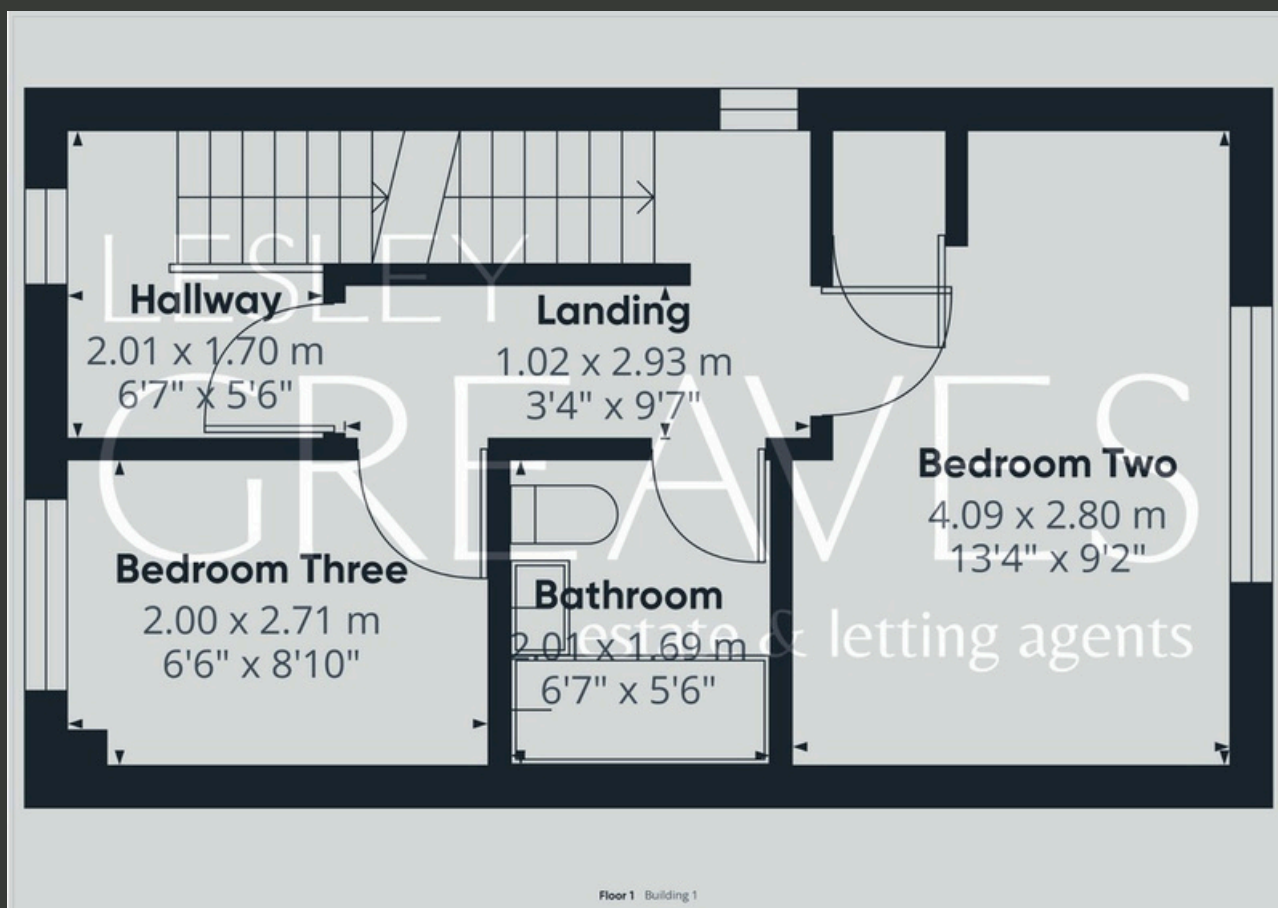 LESLEY
GREAVES
estate & letting agents
Hallway
2.01 x 1.70 m
6'7" x 5'6"
Landing
1.02 x 2.93 m
3'4" x 9'7"
Bedroom Two
4.09 x 2.80 m
13'4" x 9'2"
Bedroom Three
2.00 x 2.71 m
6'6" x 8'10"
Bathroom
2.01 x 1.69 m
6'7" x 5'6"
Floor 1 Building 1